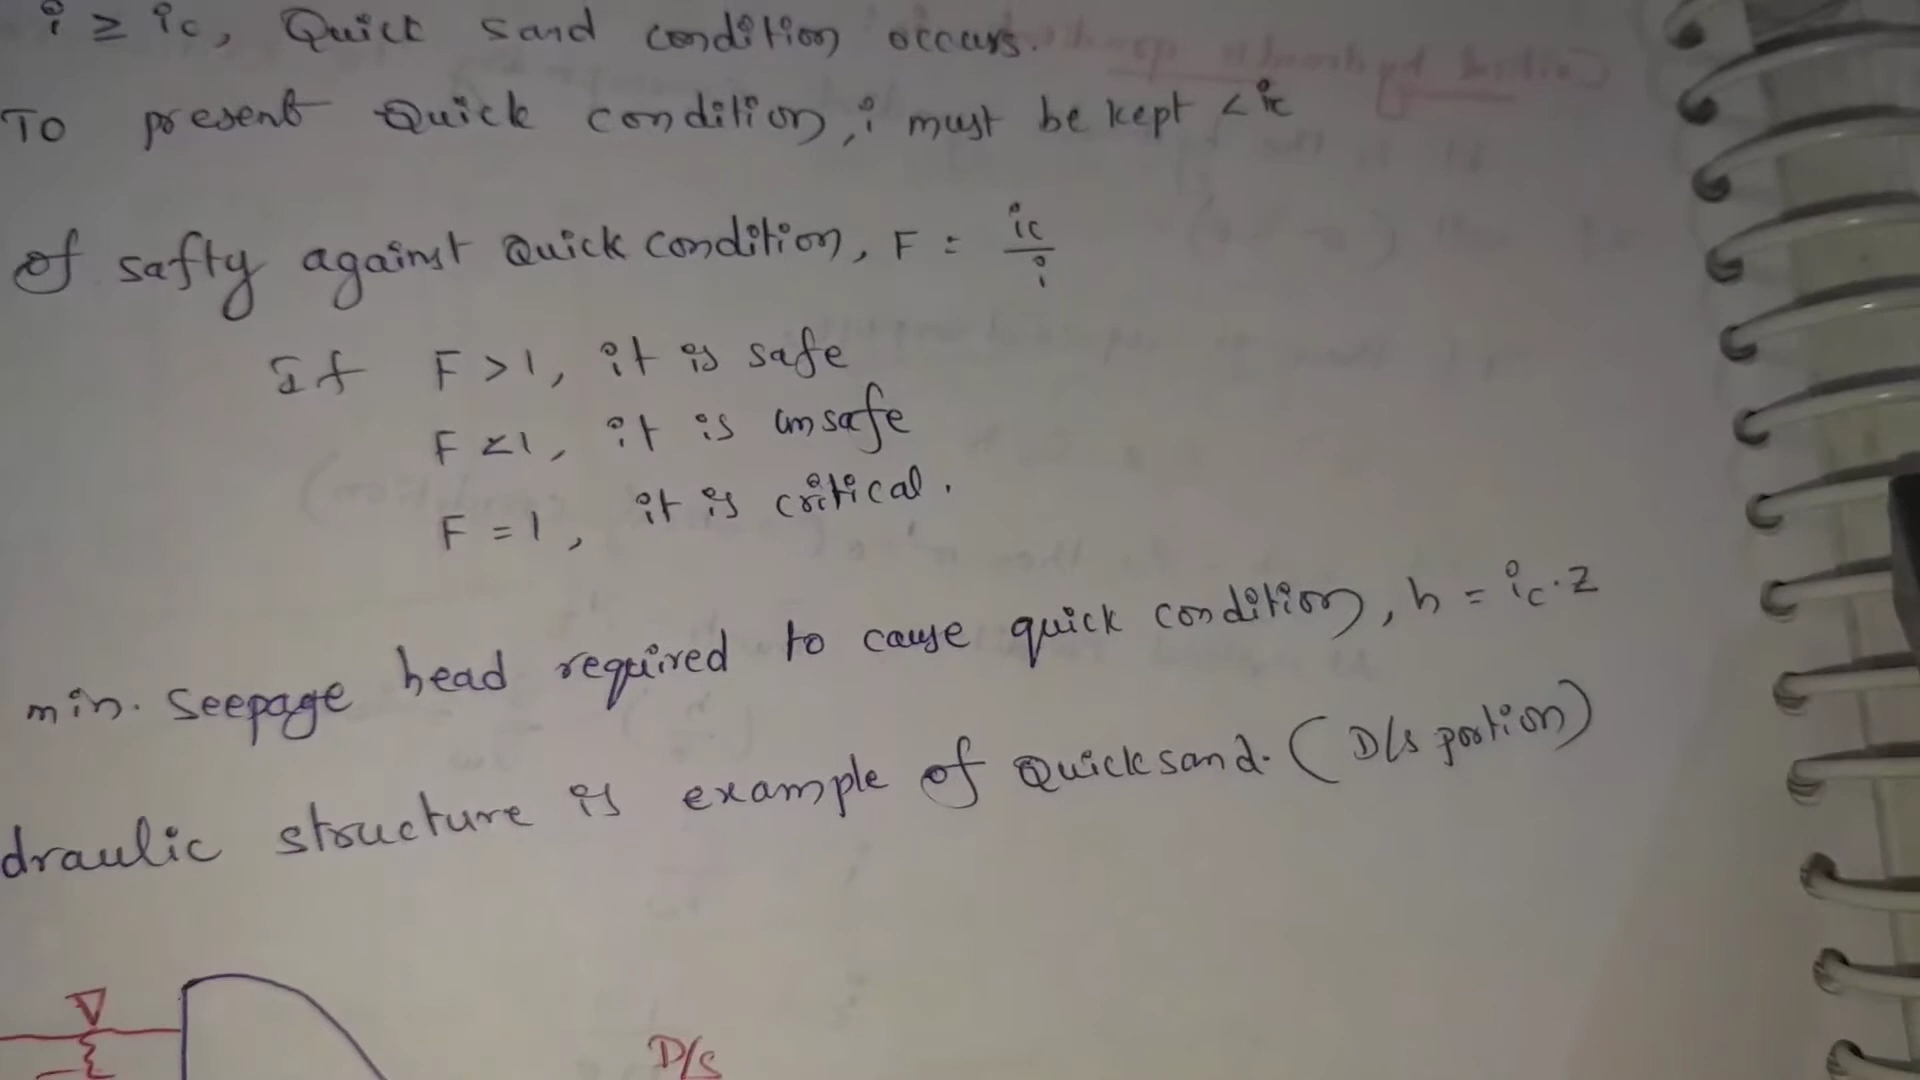 i ≥ ic, Quick sand condition occurs.
To present Quick condition, i must be kept < ic
of safty against Quick condition, F = ic/i
If F > 1, it is safe
F < 1, it is unsafe
F = 1, it is critical.
min. seepage head required to cause quick condition, h = ic.z
draulic structure is example of Quicksand. (D/s portion)
D/s